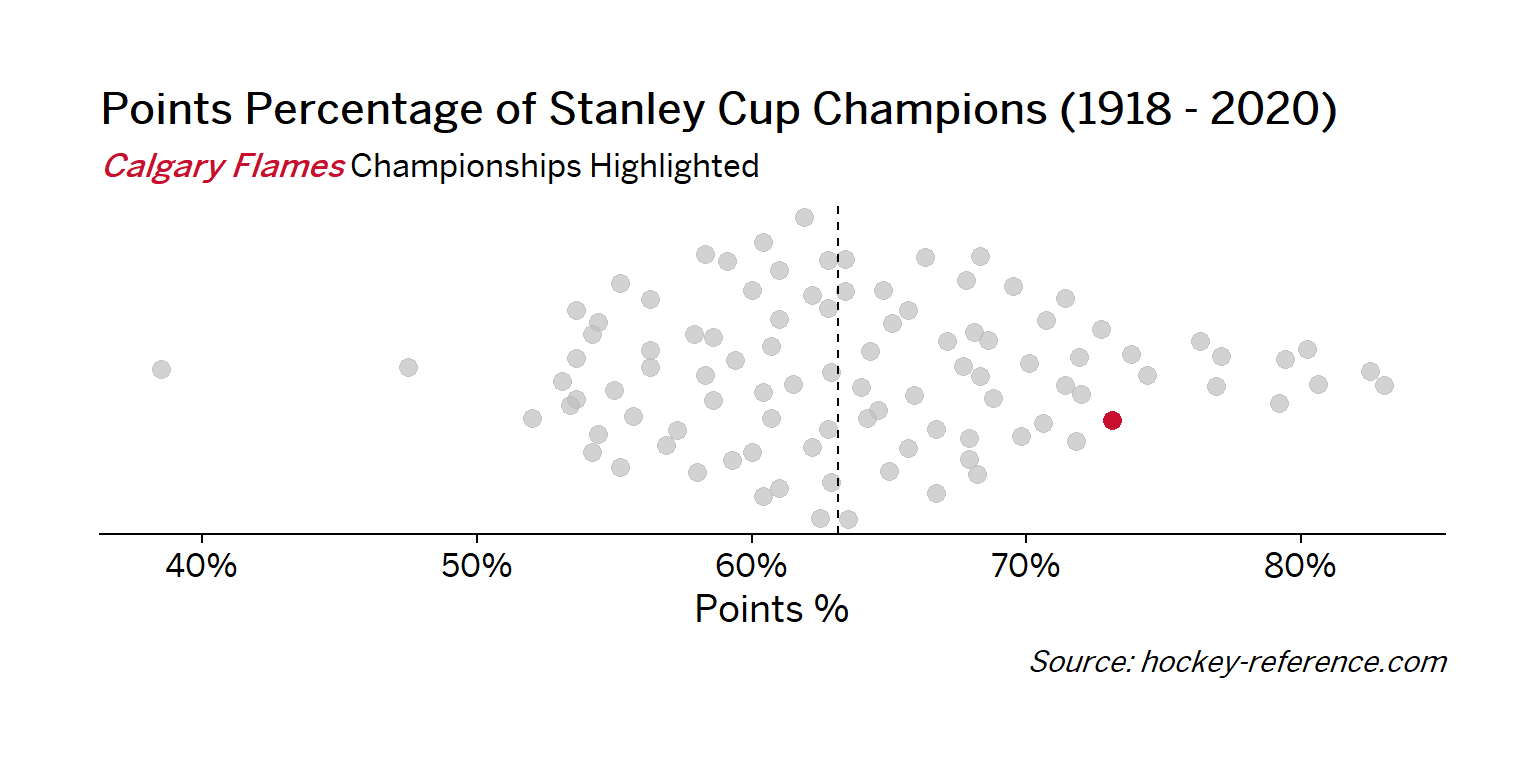 Points Percentage of Stanley Cup Champions (1918 - 2020)
Calgary Flames Championships Highlighted
40% 50% 60% 70% 80%
Points %
Source: hockey-reference.com